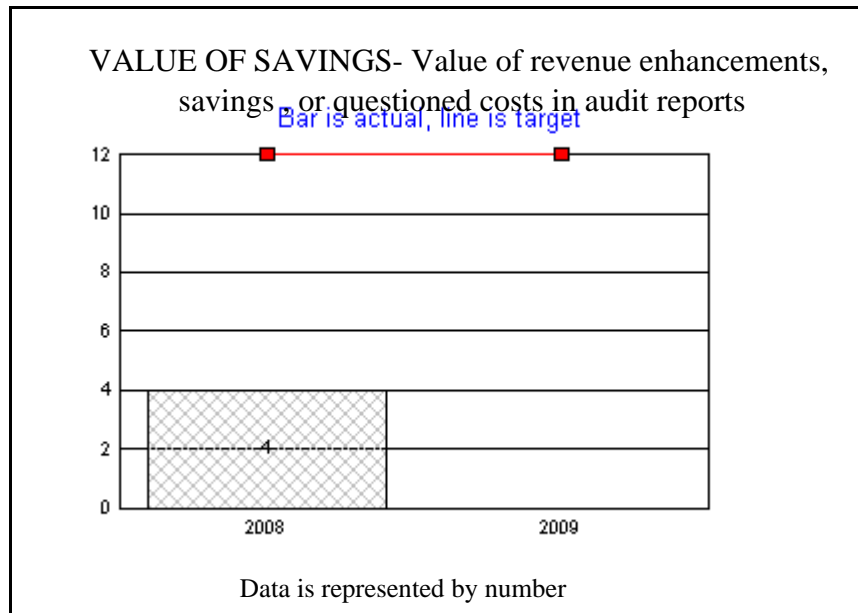 VALUE OF SAVINGS- Value of revenue enhancements,
savings , or questioned costs in audit reports
Bar is actual, line is target
12
10
8
6
4
2
0
4
2008 2009
Data is represented by number